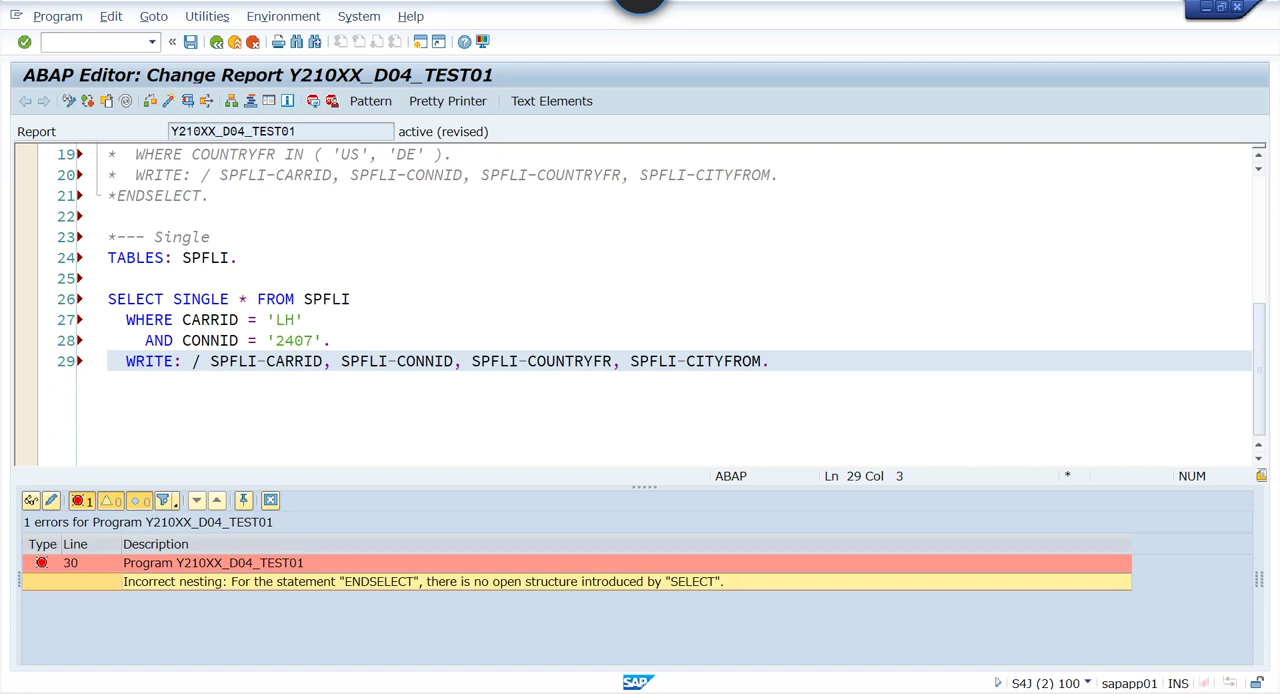 Program Edit Goto Utilities Environment System Help
ABAP Editor: Change Report Y210XX_D04_TEST01
Pattern Pretty Printer Text Elements
Report Y210XX_D04_TEST01 active (revised)
19 * WHERE COUNTRYFR IN ( 'US', 'DE' ).
20 * WRITE: / SPFLI-CARRID, SPFLI-CONNID, SPFLI-COUNTRYFR, SPFLI-CITYFROM.
21 *ENDSELECT.
22
23 *--- Single
24 TABLES: SPFLI.
25
26 SELECT SINGLE * FROM SPFLI
27 WHERE CARRID = 'LH'
28 AND CONNID = '2407'.
29 WRITE: / SPFLI-CARRID, SPFLI-CONNID, SPFLI-COUNTRYFR, SPFLI-CITYFROM.
ABAP Ln 29 Col 3 * NUM
1 0 0
1 errors for Program Y210XX_D04_TEST01
Type Line Description
30 Program Y210XX_D04_TEST01
Incorrect nesting: For the statement "ENDSELECT", there is no open structure introduced by "SELECT".
SAP S4J (2) 100 sapapp01 INS